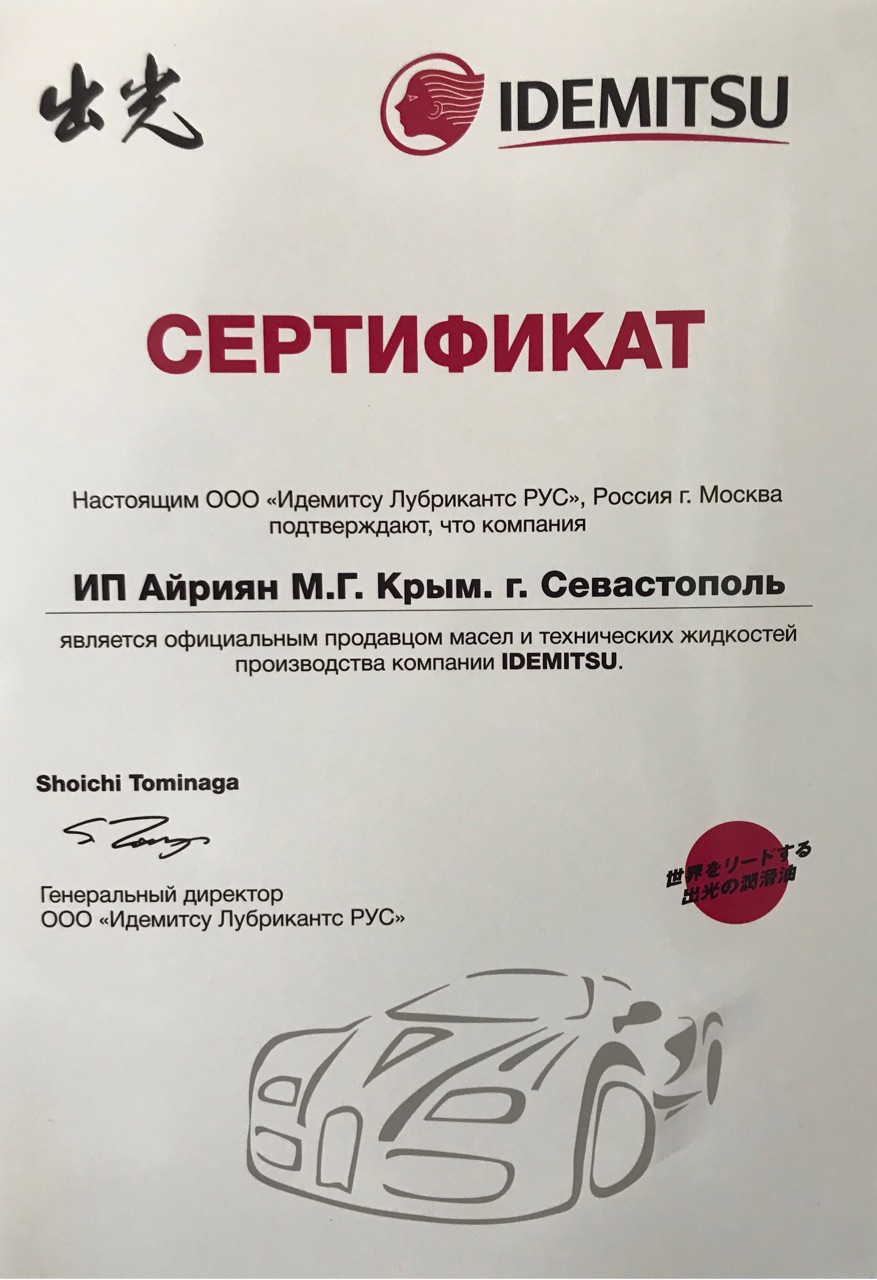 出光
IDEMITSU
СЕРТИФИКАТ
Настоящим ООО «Идемитсу Лубрикантс РУС», Россия г. Москва
подтверждают, что компания
ИП Айриян М.Г. Крым. г. Севастополь
является официальным продавцом масел и технических жидкостей
производства компании IDEMITSU.
Shoichi Tominaga
Генеральный директор
ООО «Идемитсу Лубрикантс РУС»
世界をリードする
出光の潤滑油